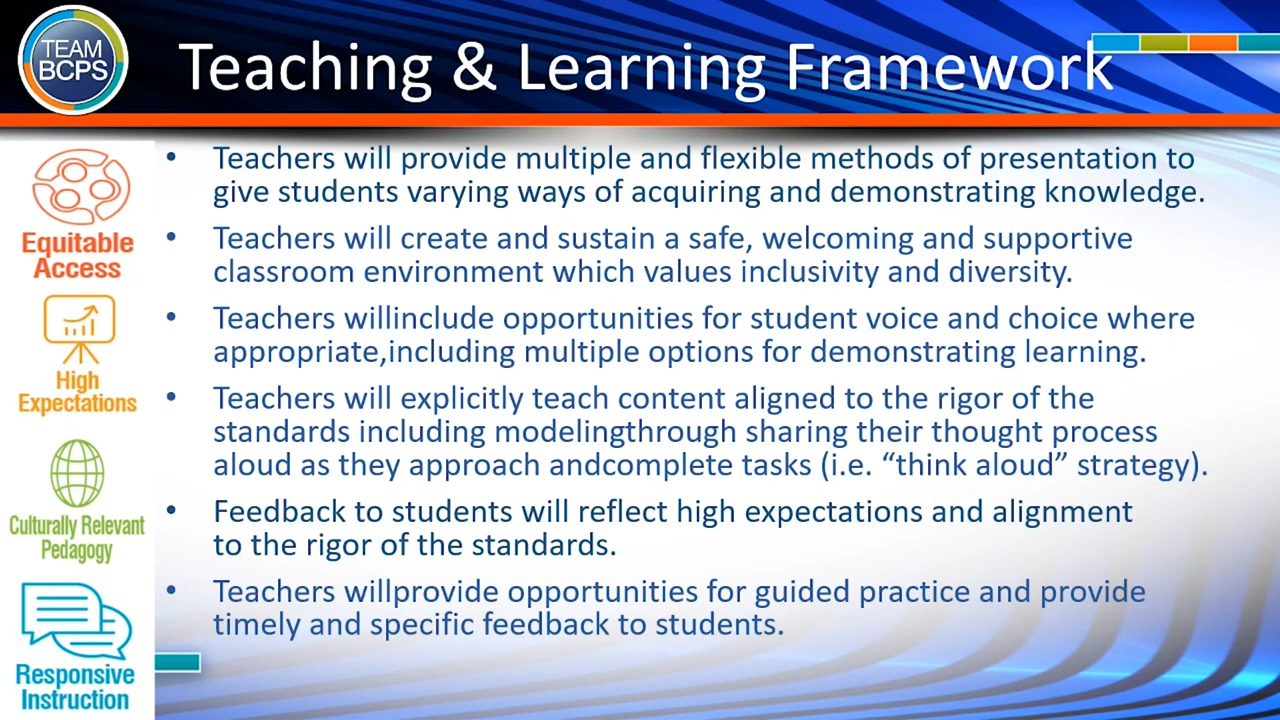 TEAM
BCPS
Teaching & Learning Framework
Equitable
Access
High
Expectations
Culturally Relevant
Pedagogy
Responsive
Instruction
• Teachers will provide multiple and flexible methods of presentation to
give students varying ways of acquiring and demonstrating knowledge.
• Teachers will create and sustain a safe, welcoming and supportive
classroom environment which values inclusivity and diversity.
• Teachers willinclude opportunities for student voice and choice where
appropriate,including multiple options for demonstrating learning.
• Teachers will explicitly teach content aligned to the rigor of the
standards including modelingthrough sharing their thought process
aloud as they approach andcomplete tasks (i.e. “think aloud” strategy).
• Feedback to students will reflect high expectations and alignment
to the rigor of the standards.
• Teachers willprovide opportunities for guided practice and provide
timely and specific feedback to students.